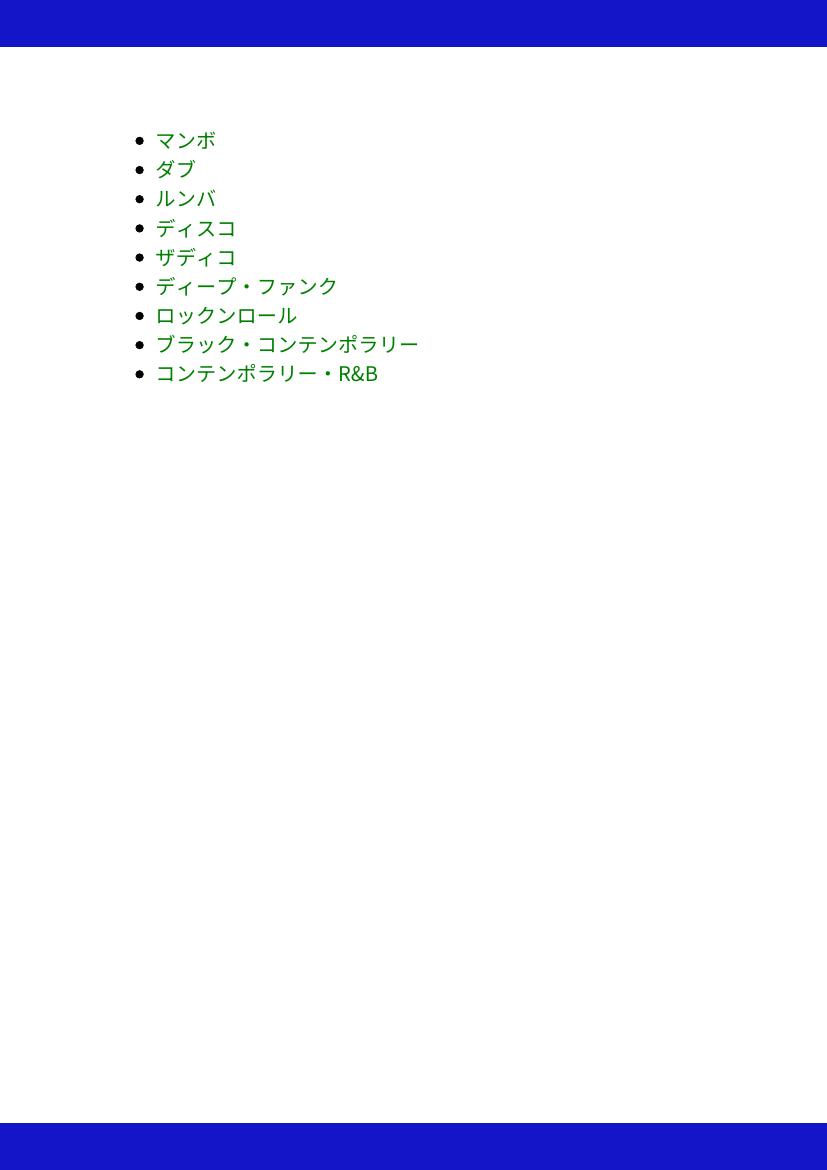 • マンボ
• ダブ
• ルンバ
• ディスコ
• ザディコ
• ディープ・ファンク
• ロックンロール
• ブラック・コンテンポラリー
• コンテンポラリー・R&B